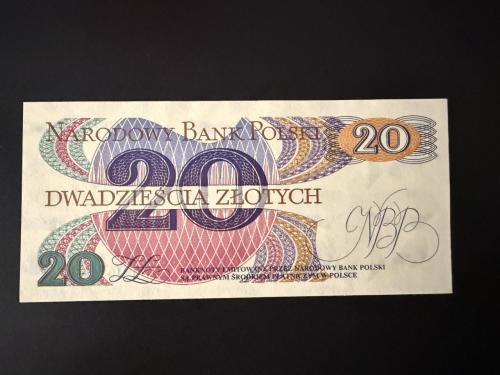 NARODOWY BANK POLSKI
20
20
DWADZIEŚCIA ZŁOTYCH
NBP
20
BANKNOTY EMITOWANE PRZEZ NARODOWY BANK POLSKI
SĄ PRAWNYM ŚRODKIEM PŁATNICZYM W POLSCE